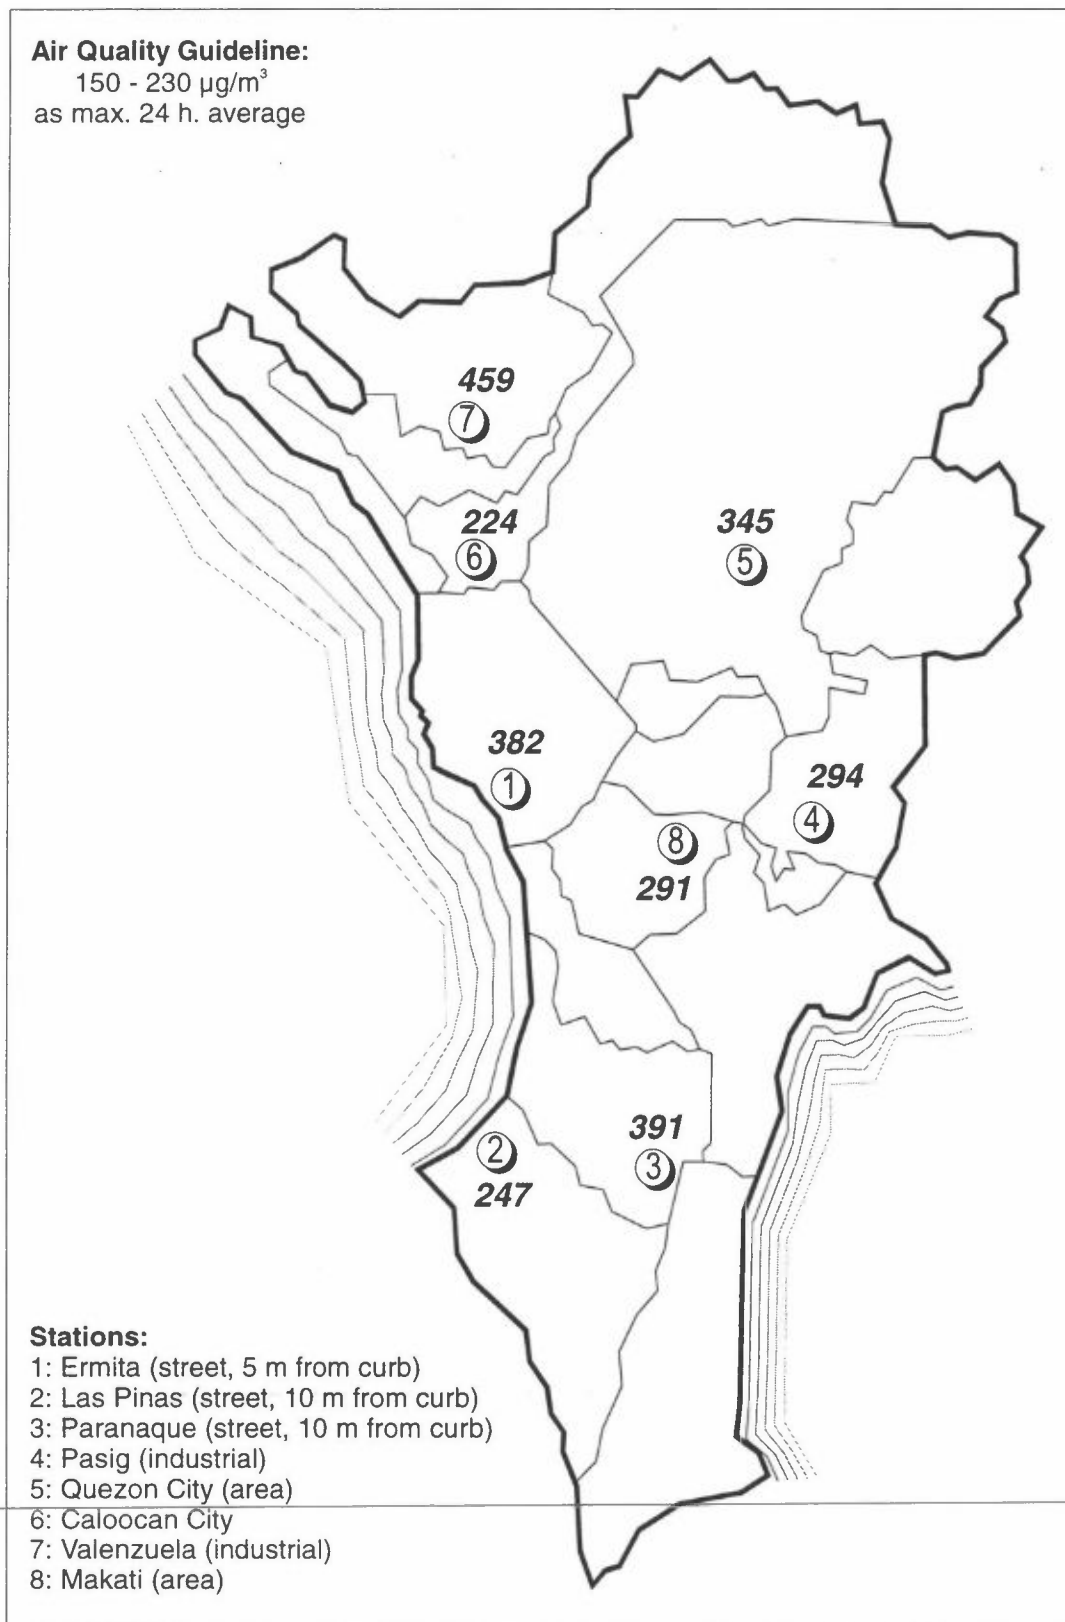 Air Quality Guideline:
150 - 230 µg/m³
as max. 24 h. average
459
7
224
6
345
5
382
1
294
4
8
291
391
3
2
247
Stations:
1: Ermita (street, 5 m from curb)
2: Las Pinas (street, 10 m from curb)
3: Paranaque (street, 10 m from curb)
4: Pasig (industrial)
5: Quezon City (area)
6: Caloocan City
7: Valenzuela (industrial)
8: Makati (area)